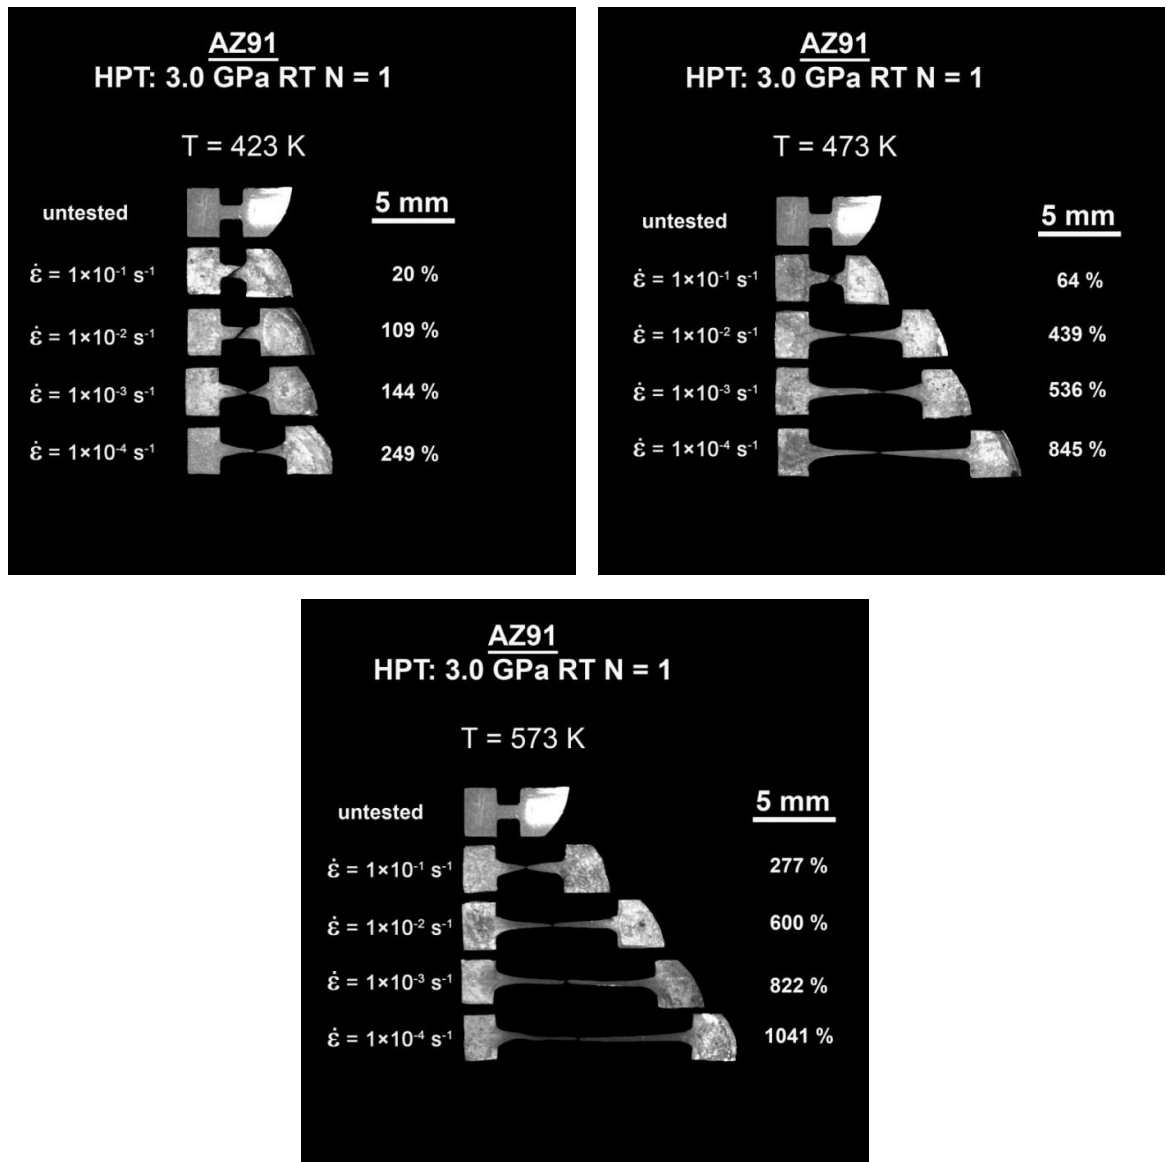 AZ91
HPT: 3.0 GPa RT N = 1
T = 423 K
untested
5 mm
ε̇ = 1×10⁻¹ s⁻¹ 20 %
ε̇ = 1×10⁻² s⁻¹ 109 %
ε̇ = 1×10⁻³ s⁻¹ 144 %
ε̇ = 1×10⁻⁴ s⁻¹ 249 %
AZ91
HPT: 3.0 GPa RT N = 1
T = 473 K
untested
5 mm
ε̇ = 1×10⁻¹ s⁻¹ 64 %
ε̇ = 1×10⁻² s⁻¹ 439 %
ε̇ = 1×10⁻³ s⁻¹ 536 %
ε̇ = 1×10⁻⁴ s⁻¹ 845 %
AZ91
HPT: 3.0 GPa RT N = 1
T = 573 K
untested
5 mm
ε̇ = 1×10⁻¹ s⁻¹ 277 %
ε̇ = 1×10⁻² s⁻¹ 600 %
ε̇ = 1×10⁻³ s⁻¹ 822 %
ε̇ = 1×10⁻⁴ s⁻¹ 1041 %